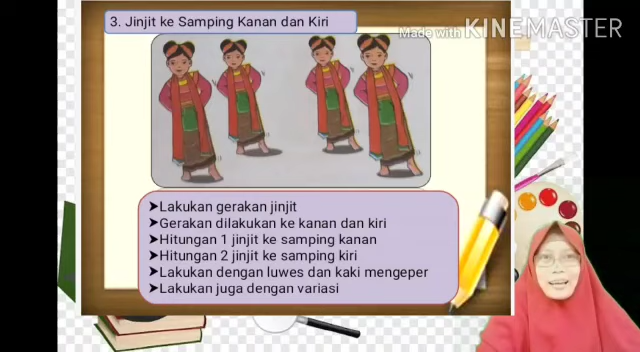 3. Jinjit ke Samping Kanan dan Kiri
Made with KINEMASTER
➤Lakukan gerakan jinjit
➤Gerakan dilakukan ke kanan dan kiri
➤Hitungan 1 jinjit ke samping kanan
➤Hitungan 2 jinjit ke samping kiri
➤Lakukan dengan luwes dan kaki mengeper
➤Lakukan juga dengan variasi